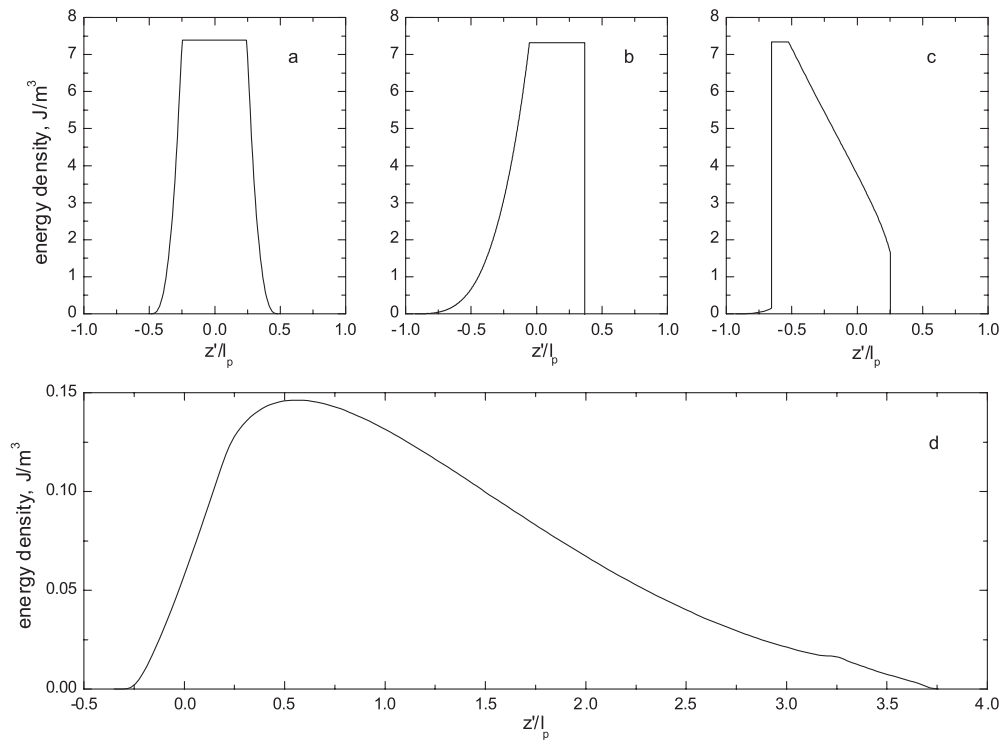 8 8 8
7 7 7
6 6 6
5 5 5
4 4 4
3 3 3
2 2 2
1 1 1
0 0 0
a b c
energy density, J/m³
-1.0 -0.5 0.0 0.5 1.0 -1.0 -0.5 0.0 0.5 1.0 -1.0 -0.5 0.0 0.5 1.0
z'/lₚ z'/lₚ z'/lₚ
0.15
0.10
0.05
0.00
d
energy density, J/m³
-0.5 0.0 0.5 1.0 1.5 2.0 2.5 3.0 3.5 4.0
z'/lₚ